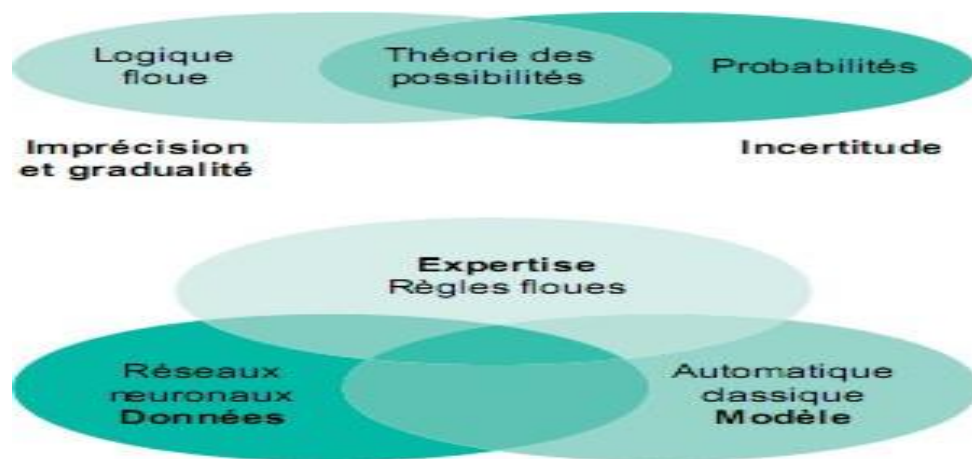 Logique
floue
Théorie des
possibilités
Probabilités
Imprécision
et gradualité
Incertitude
Expertise
Règles floues
Réseaux
neuronaux
Données
Automatique
classique
Modèle